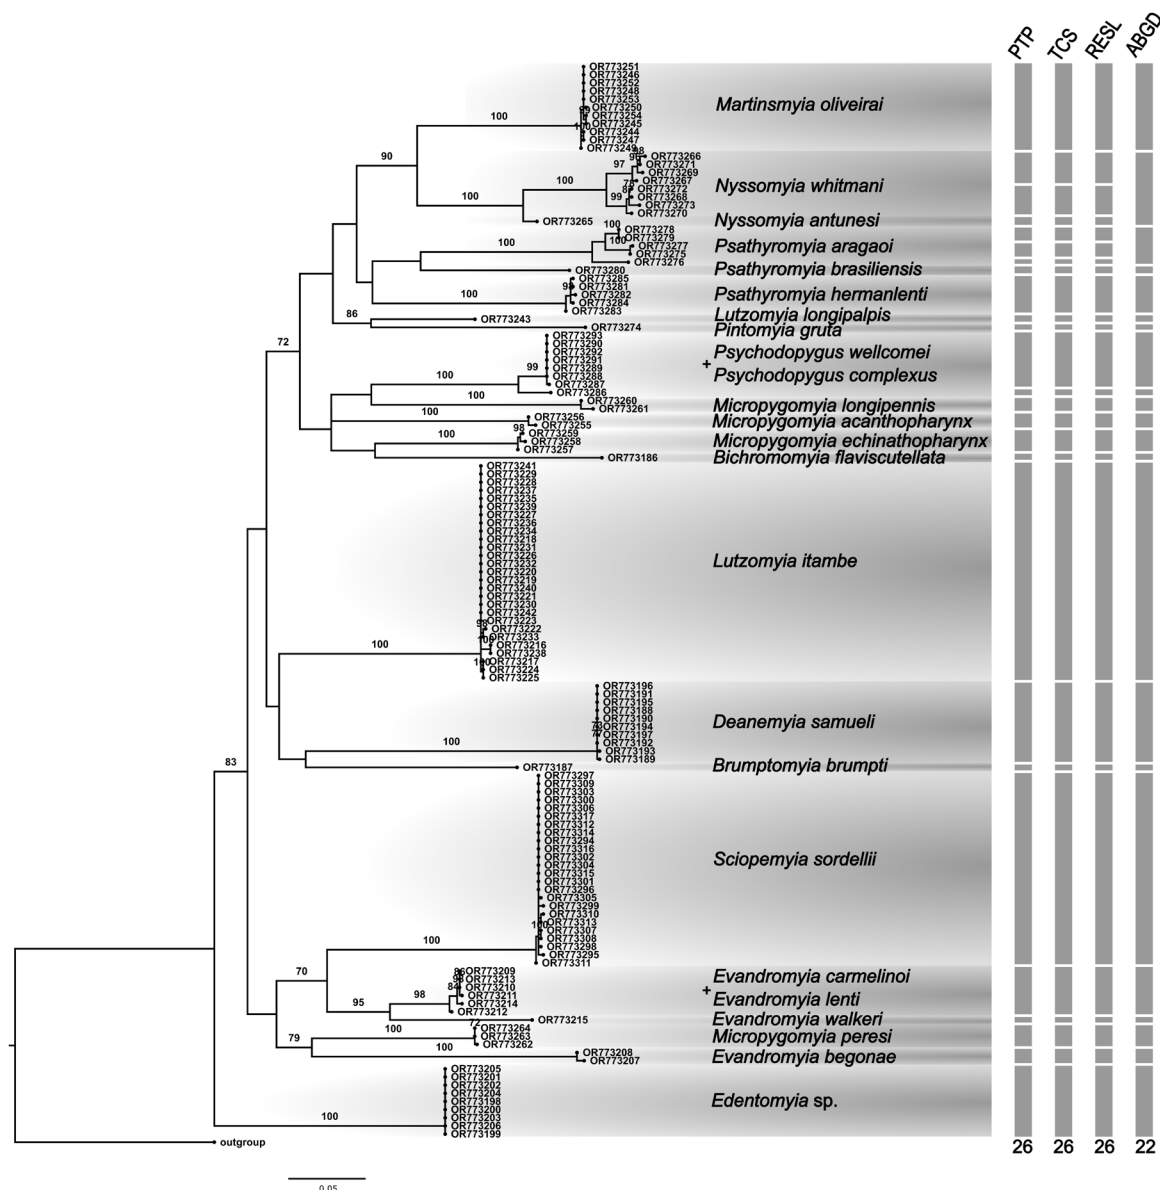 PTP TCS RESL ABGD
OR773251
OR773246
OR773252
OR773248
OR773253
OR773250
OR773254
OR773245
OR773244
OR773247
OR773249
100
Martinsmyia oliveirai
90
OR773266
OR773271
OR773269
OR773267
OR773272
OR773268
OR773273
OR773270
97
100
99
Nyssomyia whitmani
100
OR773265
Nyssomyia antunesi
100
OR773278
OR773279
OR773277
OR773275
OR773276
100
100
Psathyromyia aragaoi
OR773280
Psathyromyia brasiliensis
OR773285
OR773281
OR773282
OR773284
OR773283
100
Psathyromyia hermanlenti
86
OR773243
Lutzomyia longipalpis
OR773274
Pintomyia gruta
72
OR773293
OR773290
OR773292
OR773291
OR773289
OR773288
OR773287
OR773286
99
100
Psychodopygus wellcomei
+
Psychodopygus complexus
100
OR773260
OR773261
Micropygomyia longipennis
100
OR773256
OR773255
Micropygomyia acanthopharynx
98
OR773259
OR773258
OR773257
100
Micropygomyia echinathopharynx
OR773186
Bichromomyia flaviscutellata
OR773241
OR773229
OR773228
OR773237
OR773235
OR773239
OR773227
OR773236
OR773234
OR773218
OR773231
OR773226
OR773232
OR773220
OR773219
OR773240
OR773221
OR773230
OR773242
OR773223
OR773222
OR773233
OR773216
OR773238
OR773217
OR773224
OR773225
100
Lutzomyia itambe
OR773196
OR773191
OR773195
OR773188
OR773190
OR773194
OR773197
OR773192
OR773193
OR773189
100
Deanemyia samueli
OR773187
Brumptomyia brumpti
83
OR773297
OR773309
OR773303
OR773300
OR773306
OR773317
OR773312
OR773314
OR773294
OR773316
OR773302
OR773304
OR773315
OR773301
OR773296
OR773305
OR773299
OR773310
OR773313
OR773307
OR773308
OR773298
OR773295
OR773311
100
Sciopemyia sordellii
70
OR773209
OR773213
OR773210
OR773211
OR773214
OR773212
84
98
95
Evandromyia carmelinoi
+
Evandromyia lenti
OR773215
Evandromyia walkeri
79
72
OR773264
OR773263
OR773262
100
Micropygomyia peresi
100
OR773208
OR773207
Evandromyia begonae
OR773205
OR773201
OR773202
OR773204
OR773198
OR773200
OR773203
OR773206
OR773199
100
Edentomyia sp.
outgroup
26 26 26 22
0.05